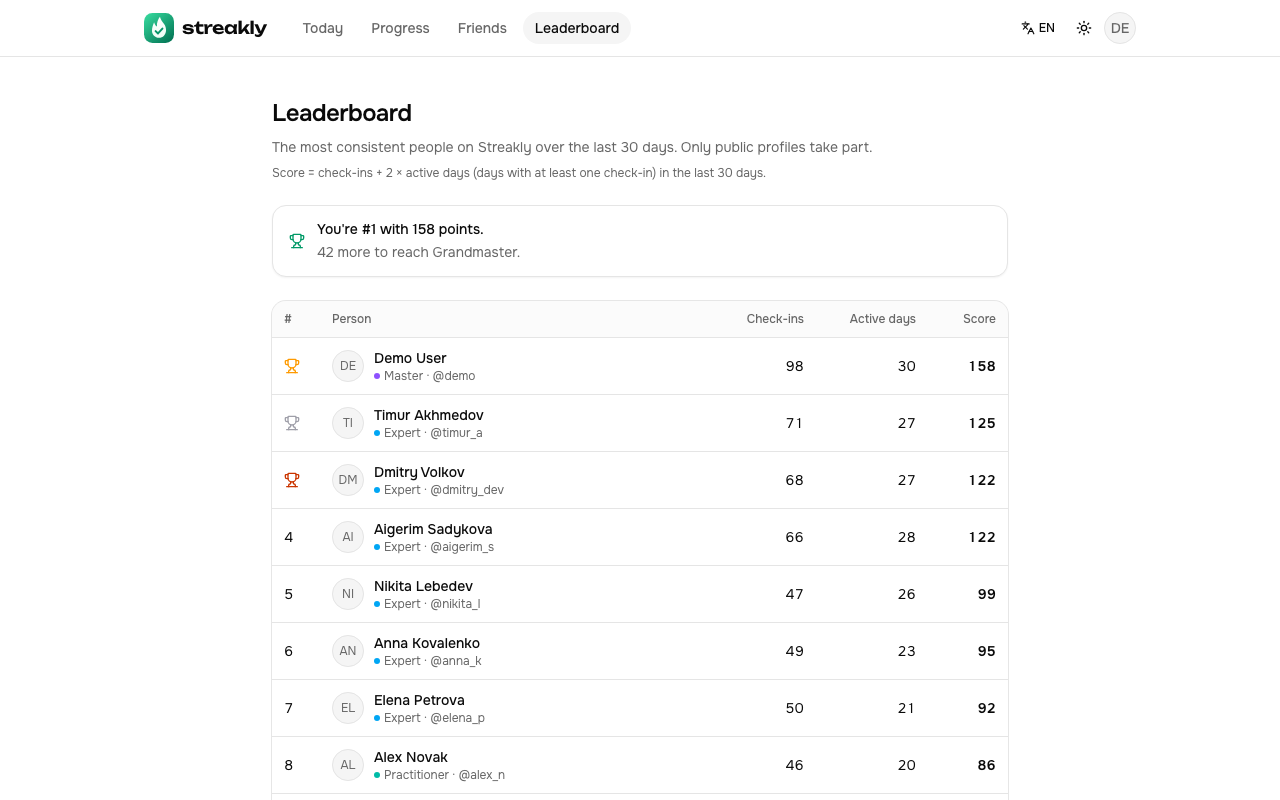 streakly Today Progress Friends Leaderboard EN DE
Leaderboard
The most consistent people on Streakly over the last 30 days. Only public profiles take part.
Score = check-ins + 2 × active days (days with at least one check-in) in the last 30 days.
You're #1 with 158 points.
42 more to reach Grandmaster.
# Person Check-ins Active days Score
DE Demo User 98 30 158
Master · @demo
TI Timur Akhmedov 71 27 125
Expert · @timur_a
DM Dmitry Volkov 68 27 122
Expert · @dmitry_dev
4 AI Aigerim Sadykova 66 28 122
Expert · @aigerim_s
5 NI Nikita Lebedev 47 26 99
Expert · @nikita_l
6 AN Anna Kovalenko 49 23 95
Expert · @anna_k
7 EL Elena Petrova 50 21 92
Expert · @elena_p
8 AL Alex Novak 46 20 86
Practitioner · @alex_n